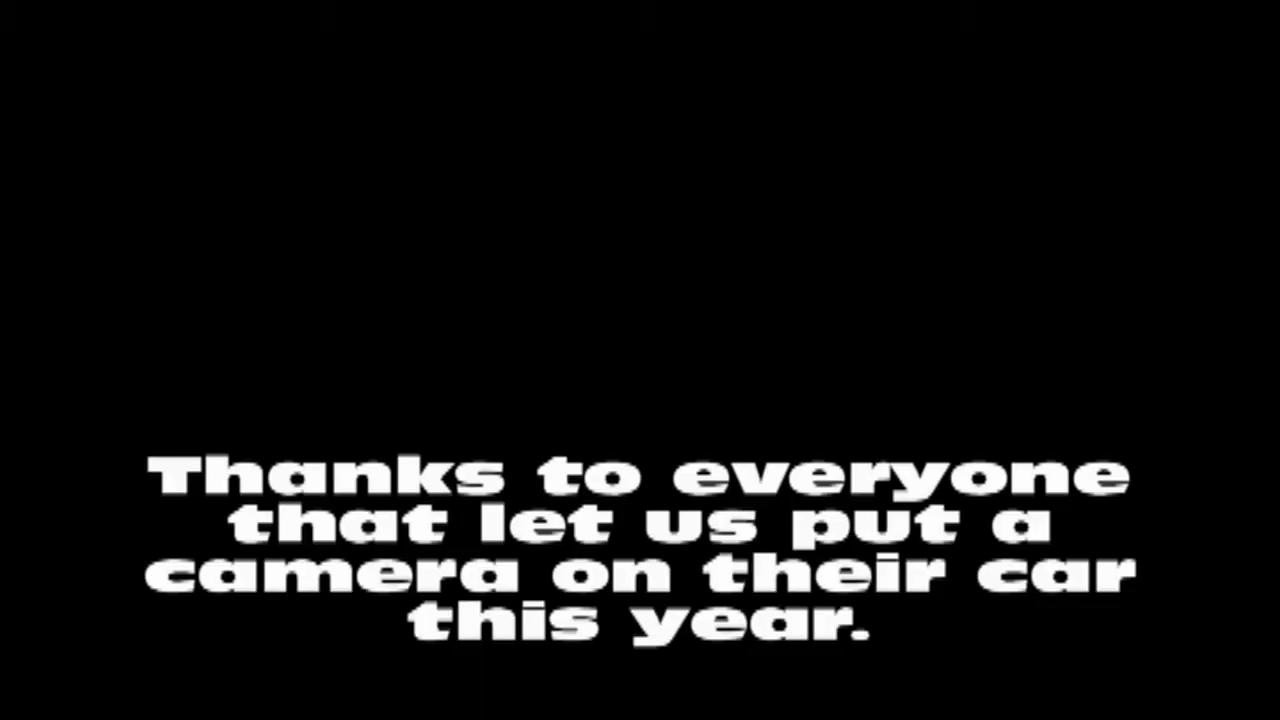 Thanks to everyone
that let us put a
camera on their car
this year.